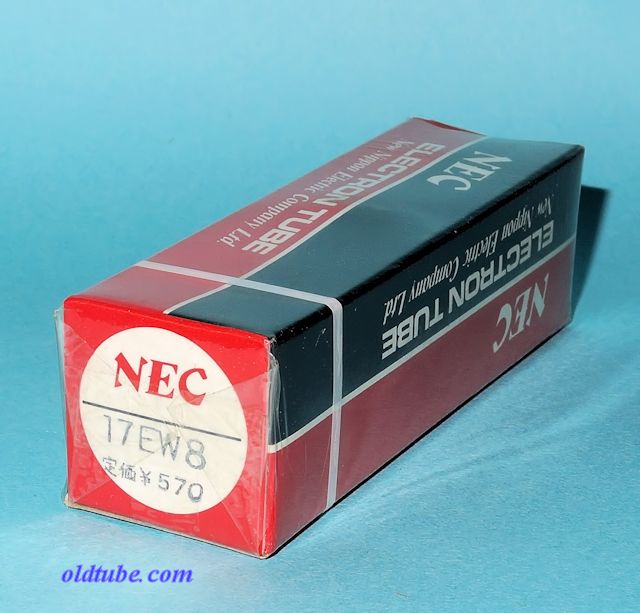 NEC
17EW8
定価¥570
NEC
ELECTRON TUBE
New Nippon Electric Company Ltd.
NEC
ELECTRON TUBE
New Nippon Electric Company Ltd.
NEC
oldtube.com